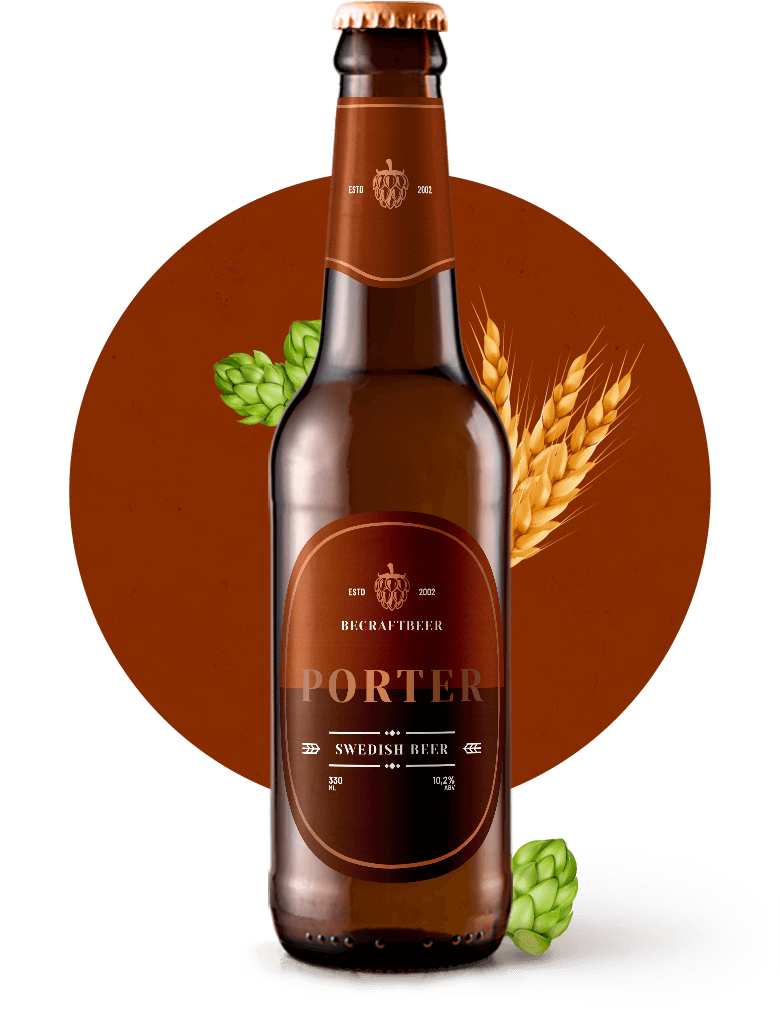 ESTD 2002
ESTD 2002
BECRAFTBEER
PORTER
SWEDISH BEER
330 10,2%
ML ABV